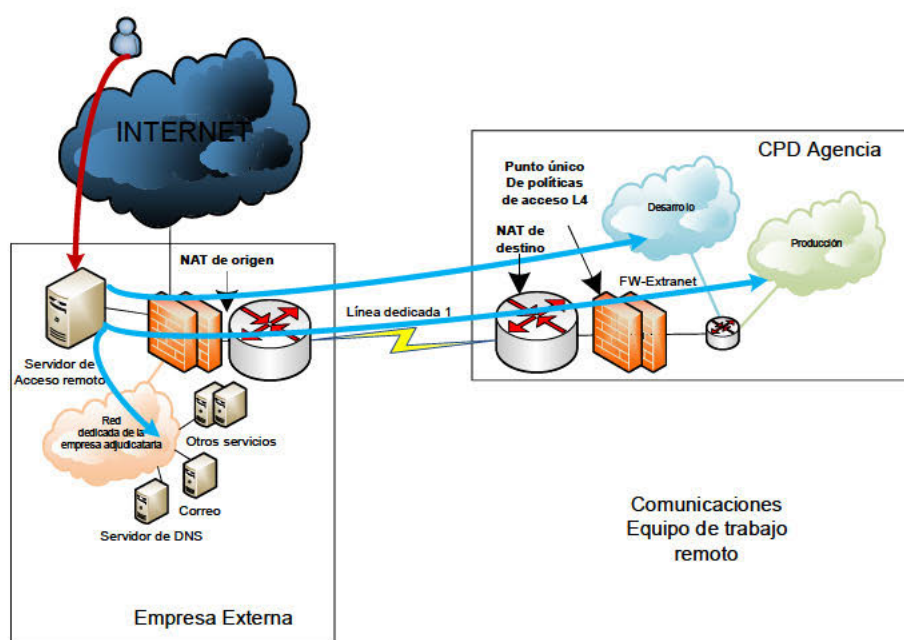 INTERNET
CPD Agencia
Punto único
De políticas
de acceso L4
Desarrollo
NAT de
destino
Producción
NAT de origen
FW-Extranet
Línea dedicada 1
Servidor de
Acceso remoto
Red
dedicada de la
empresa adjudicataria
Otros servicios
Correo
Servidor de DNS
Comunicaciones
Equipo de trabajo
remoto
Empresa Externa